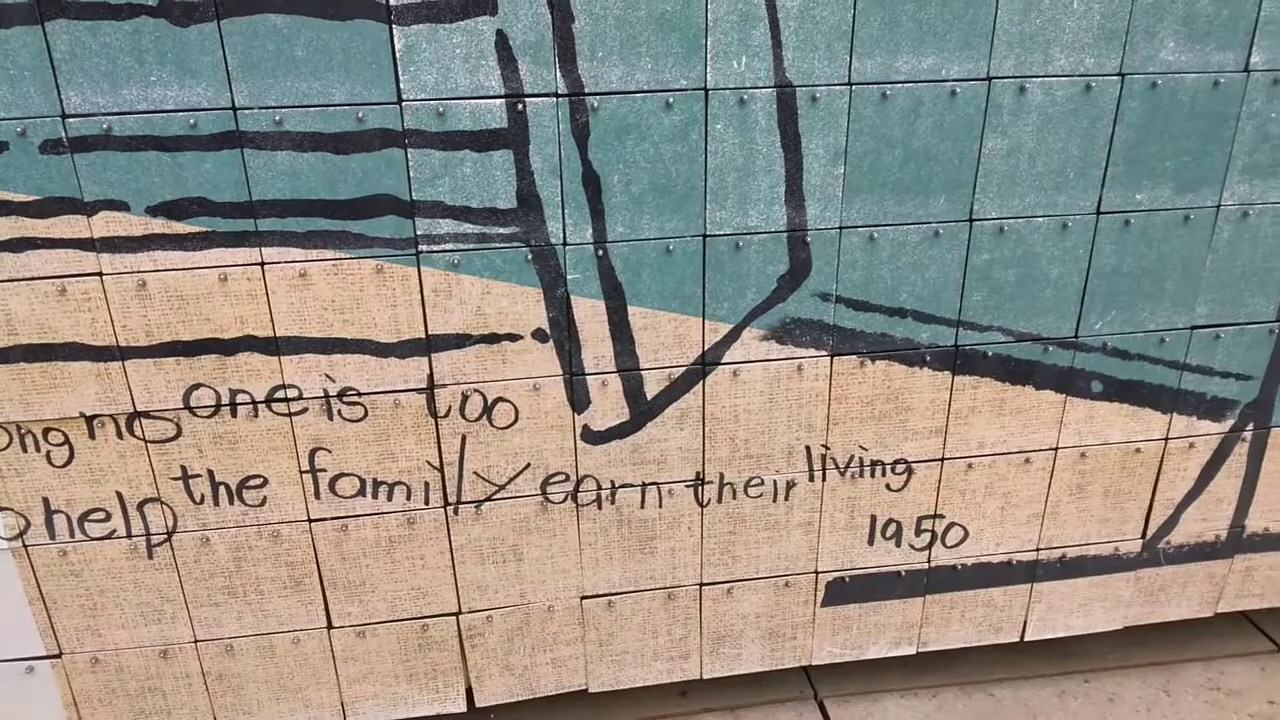 ong no one is too
o help the family earn their living
1950